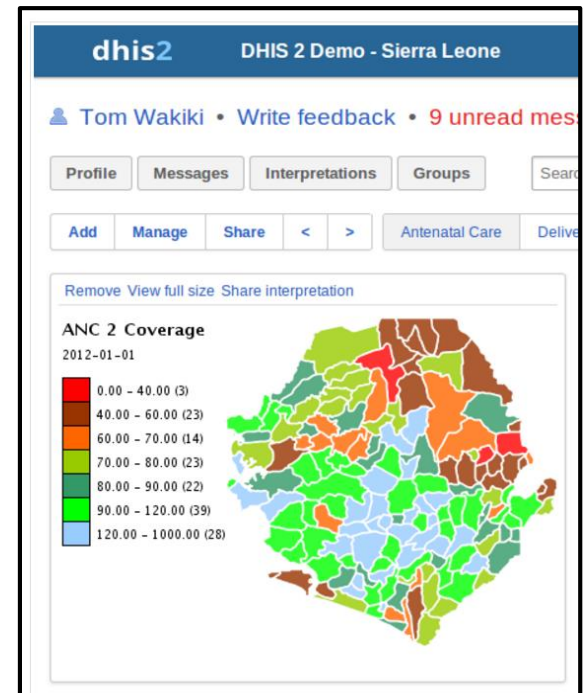 dhis2 DHIS 2 Demo - Sierra Leone
Tom Wakiki • Write feedback • 9 unread mess
Profile Messages Interpretations Groups Searc
Add Manage Share < > Antenatal Care Delive
Remove View full size Share interpretation
ANC 2 Coverage
2012-01-01
0.00 - 40.00 (3)
40.00 - 60.00 (23)
60.00 - 70.00 (14)
70.00 - 80.00 (23)
80.00 - 90.00 (22)
90.00 - 120.00 (39)
120.00 - 1000.00 (28)